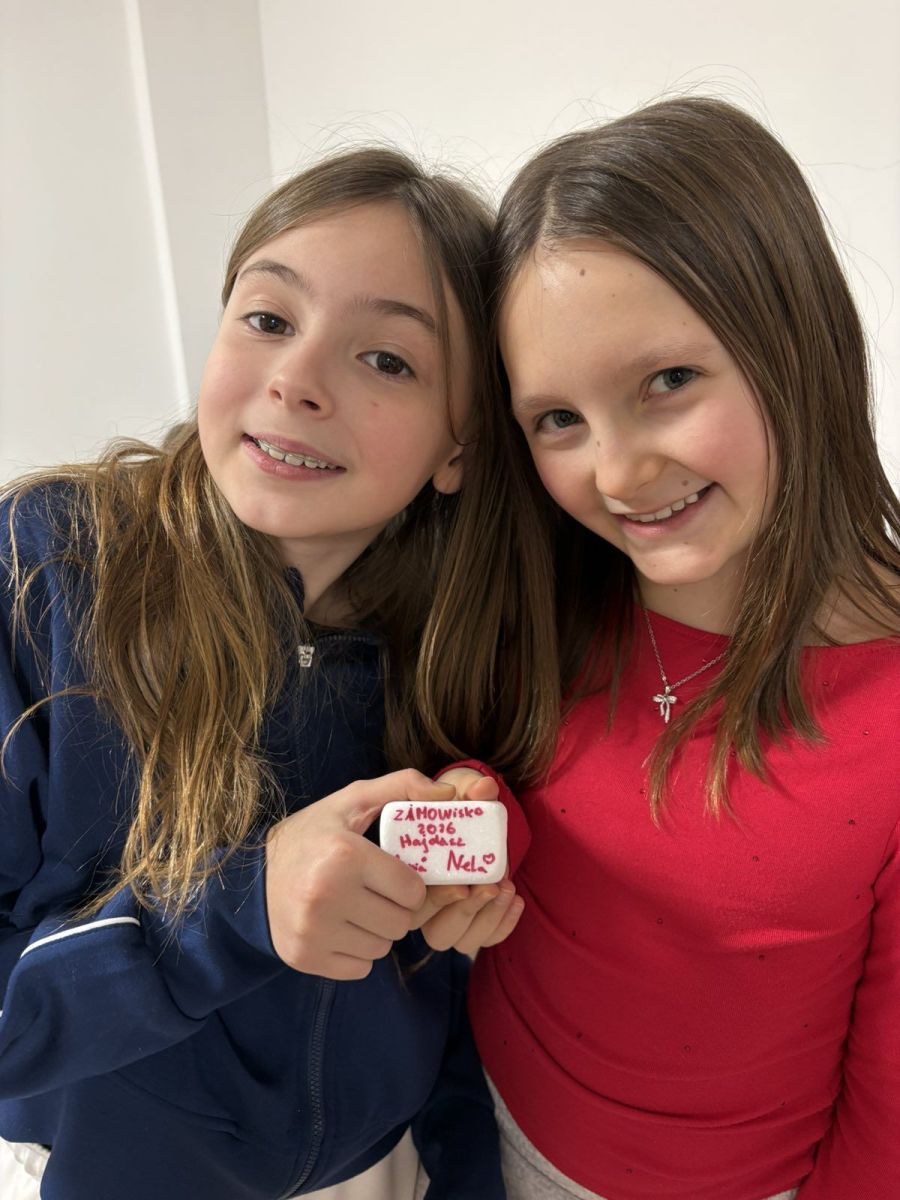 ZIMOWisko
2026
Hajdasz
Nela